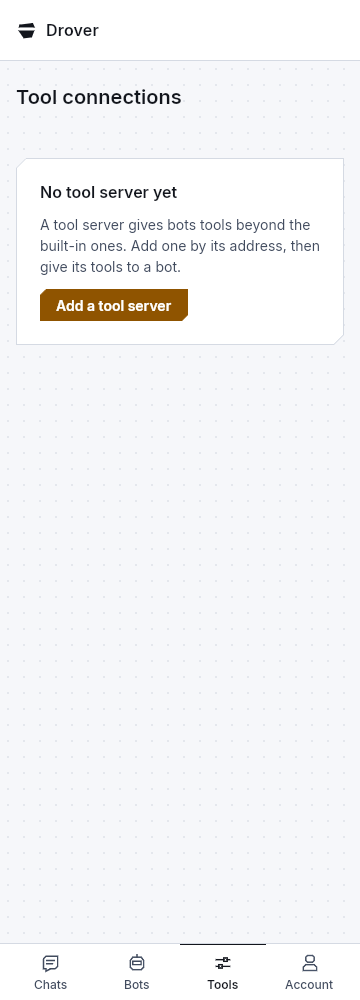 Drover
Tool connections
No tool server yet
A tool server gives bots tools beyond the
built-in ones. Add one by its address, then
give its tools to a bot.
Add a tool server
Chats
Bots
Tools
Account